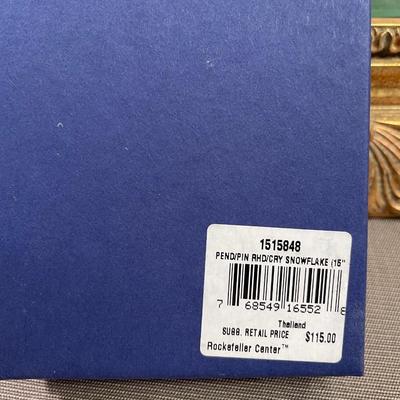 1515848
PEND/PIN RHD/CRY SNOWFLAKE (15"
7 68549 16552 8
Thailand
SUGG. RETAIL PRICE $115.00
Rockefeller Center™